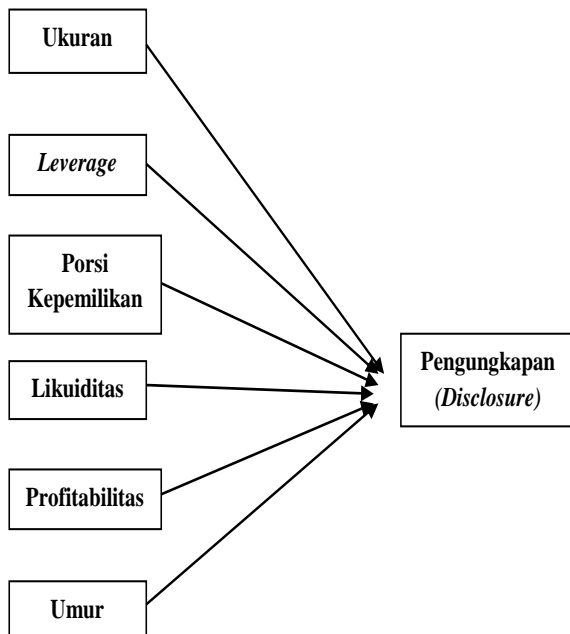 Ukuran
Leverage
Porsi
Kepemilikan
Likuiditas
Pengungkapan
(Disclosure)
Profitabilitas
Umur